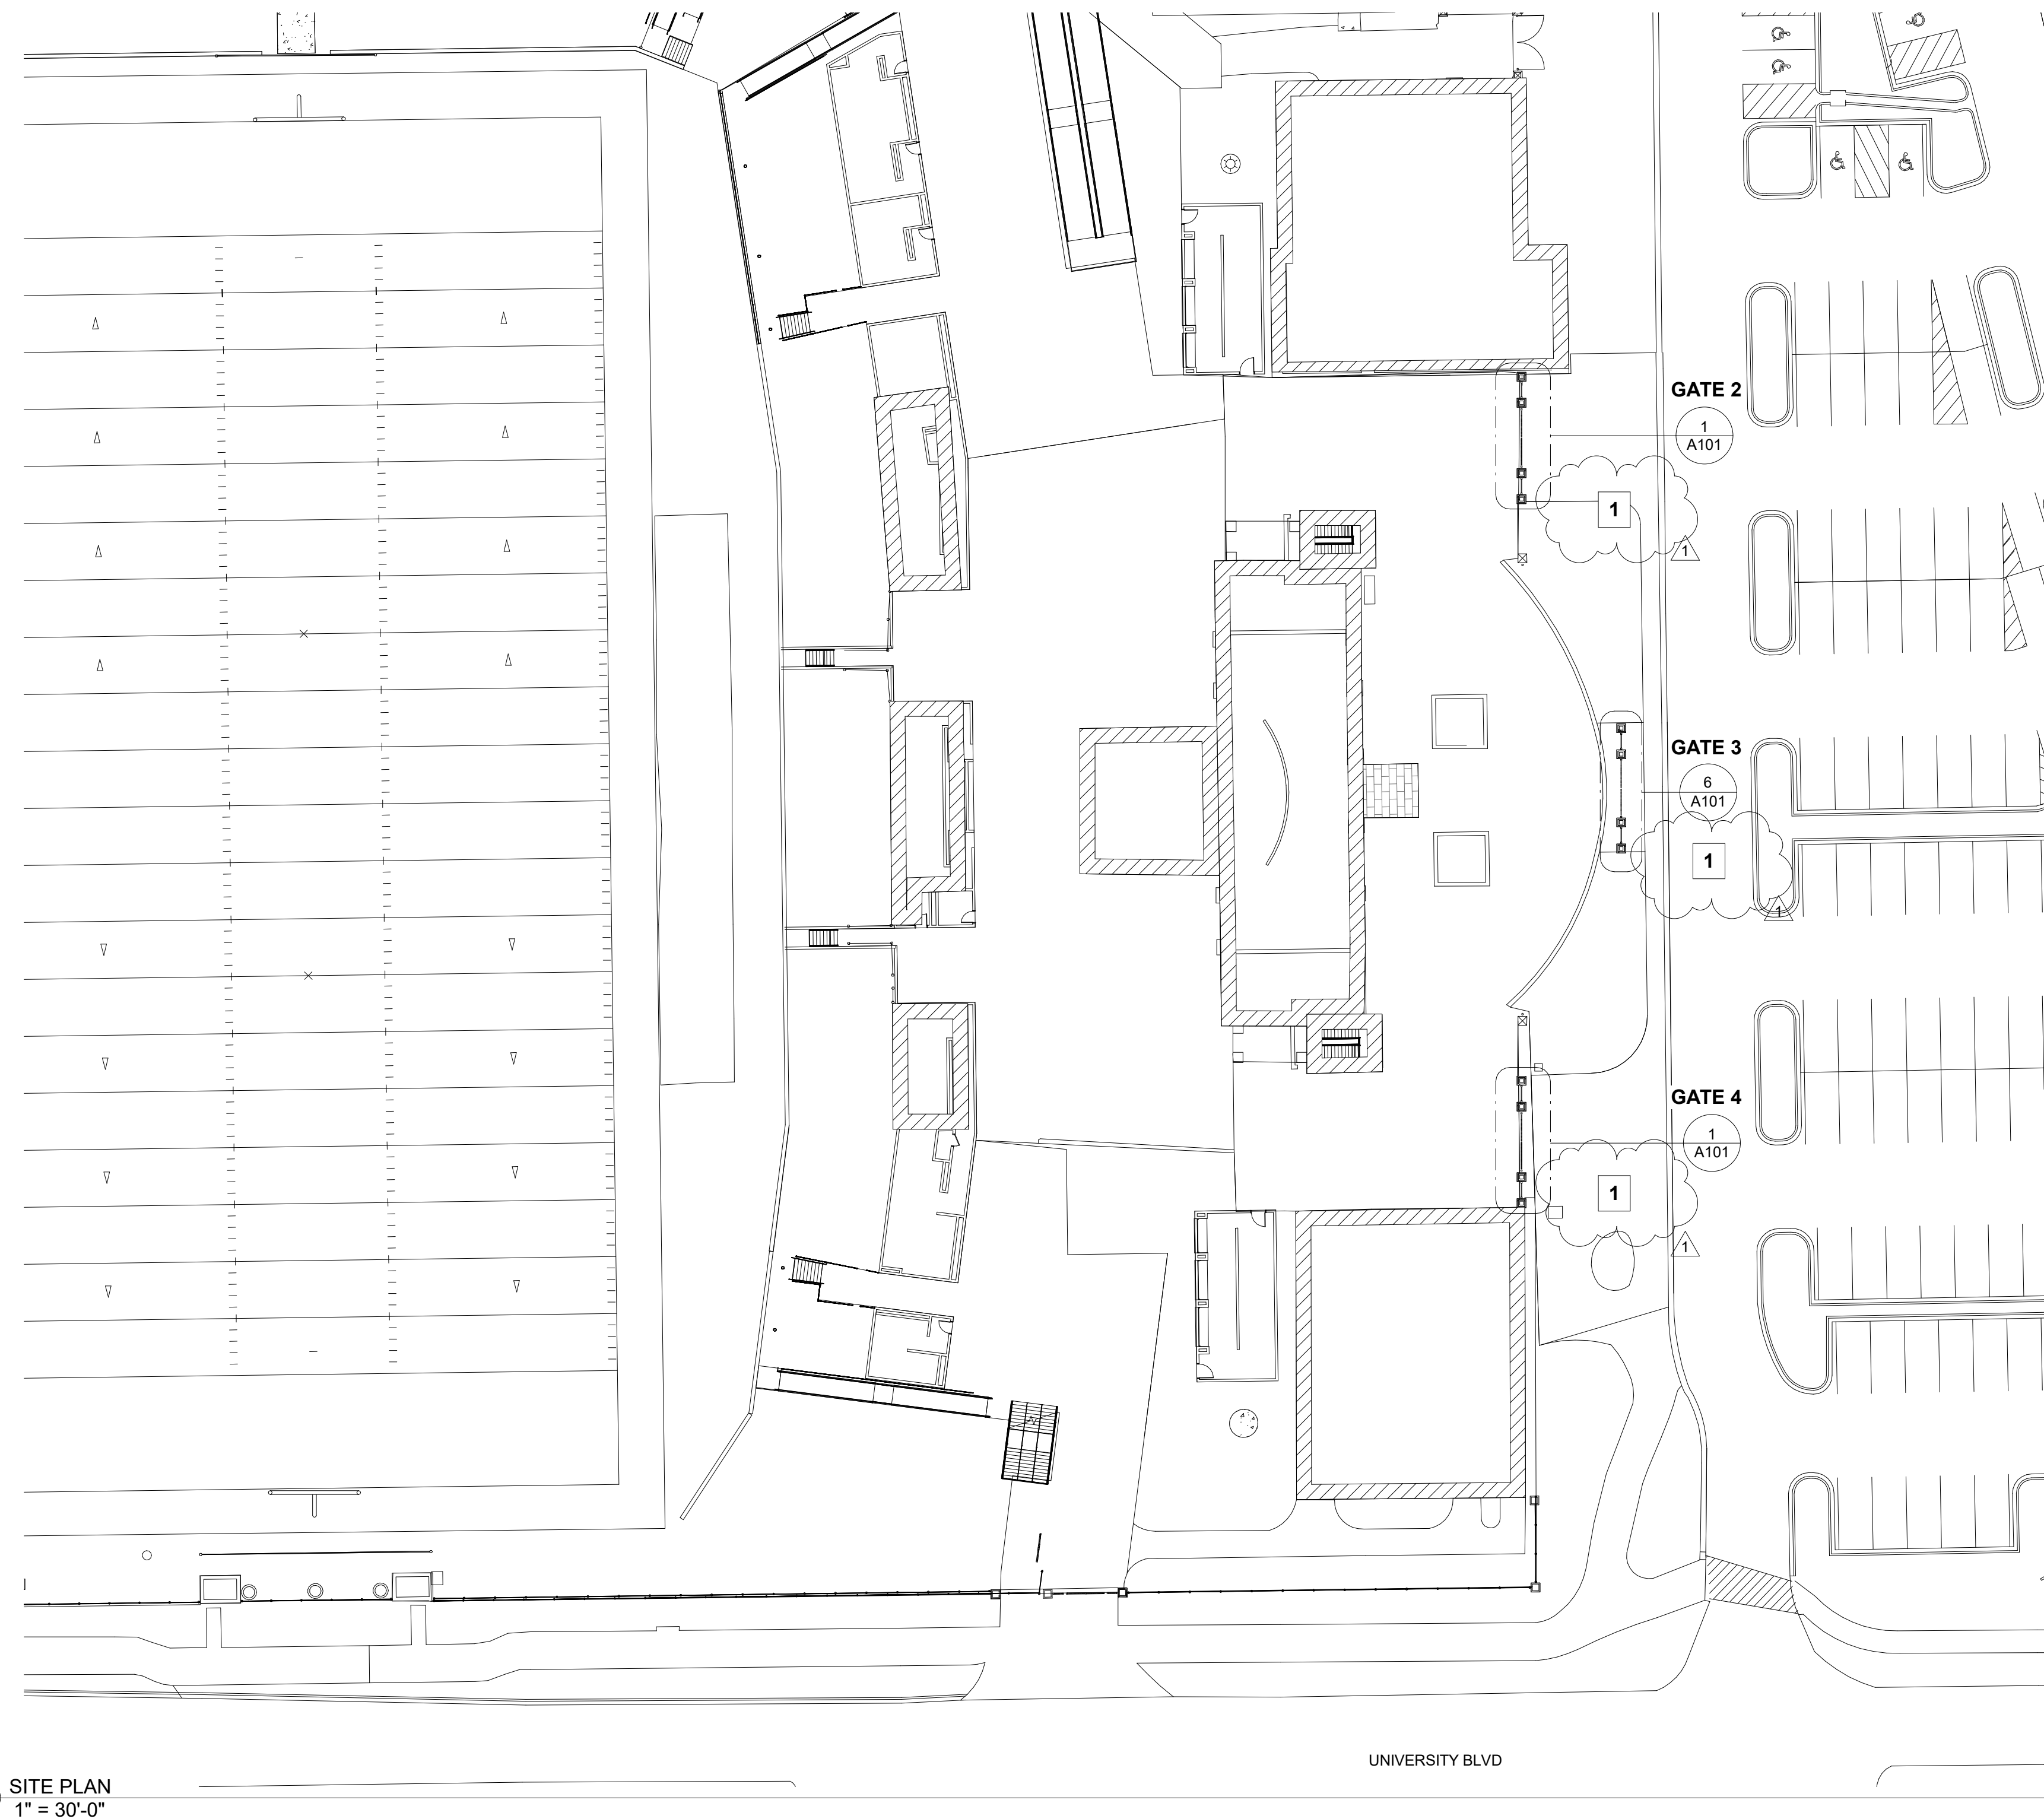 GATE 2
1
A101
1
1
GATE 3
6
A101
1
1
GATE 4
1
A101
1
1
UNIVERSITY BLVD
SITE PLAN
1" = 30'-0"